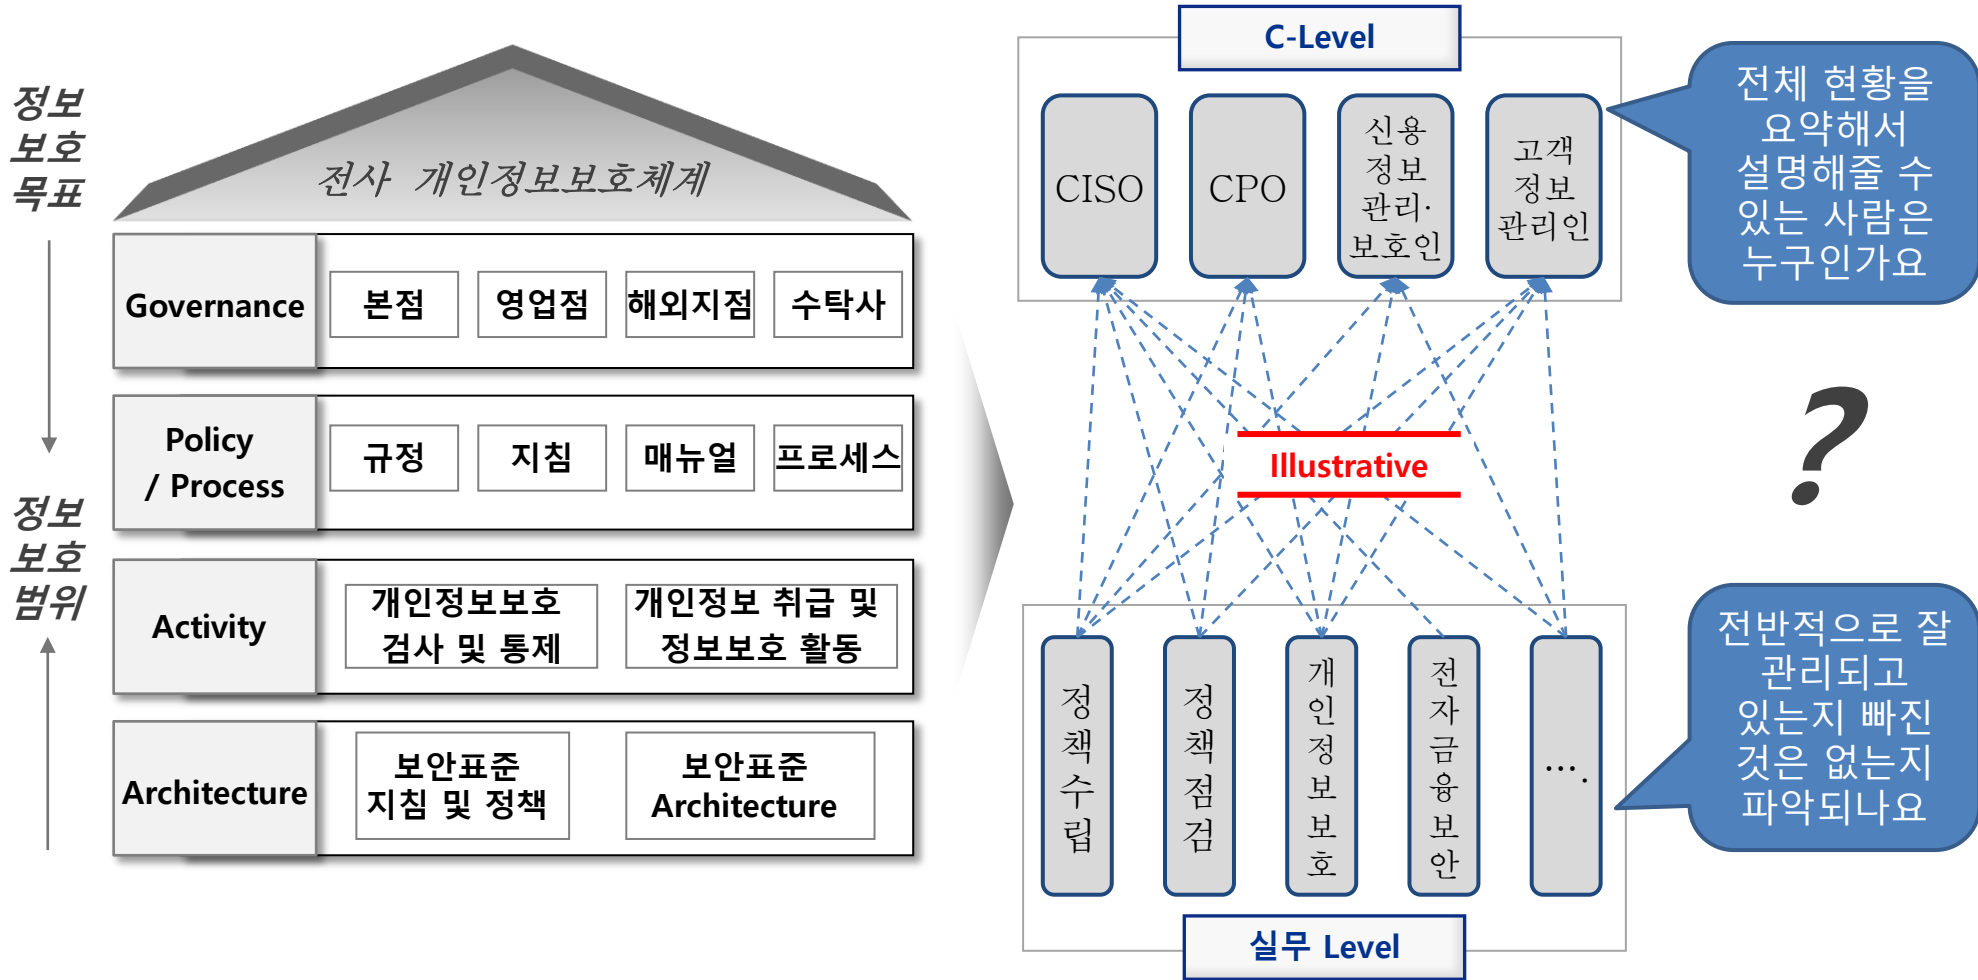 정보
보호
목표
정보
보호
범위
전사 개인정보보호체계
Governance
본점
영업점
해외지점
수탁사
Policy
/ Process
규정
지침
매뉴얼
프로세스
Activity
개인정보보호
검사 및 통제
개인정보 취급 및
정보보호 활동
Architecture
보안표준
지침 및 정책
보안표준
Architecture
C-Level
CISO
CPO
신용
정보
관리·
보호인
고객
정보
관리인
전체 현황을
요약해서
설명해줄 수
있는 사람은
누구인가요
Illustrative
?
정책수립
정책점검
개인정보보호
전자금융보안
….
실무 Level
전반적으로 잘
관리되고
있는지 빠진
것은 없는지
파악되나요